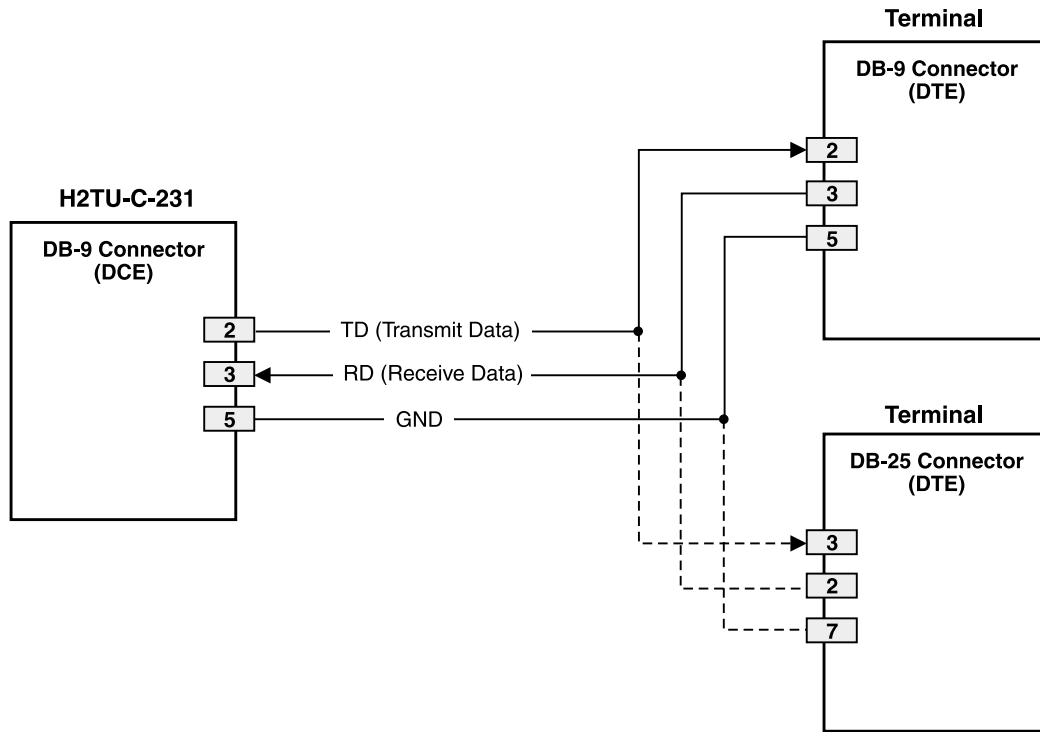 Terminal
DB-9 Connector
(DTE)
2
3
5
H2TU-C-231
DB-9 Connector
(DCE)
2
TD (Transmit Data)
3
RD (Receive Data)
5
GND
Terminal
DB-25 Connector
(DTE)
3
2
7